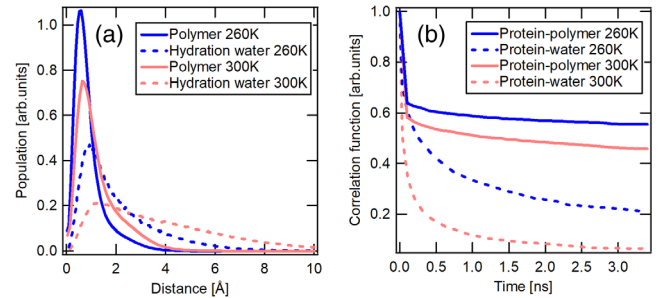 (a)
Polymer 260K
Hydration water 260K
Polymer 300K
Hydration water 300K
Population [arb.units]
1.0
0.8
0.6
0.4
0.2
0.0
0 2 4 6 8 10
Distance [Å]
(b)
Protein-polymer 260K
Protein-water 260K
Protein-polymer 300K
Protein-water 300K
Correlation function [arb.units]
1.0
0.8
0.6
0.4
0.2
0.0 0.5 1.0 1.5 2.0 2.5 3.0
Time [ns]